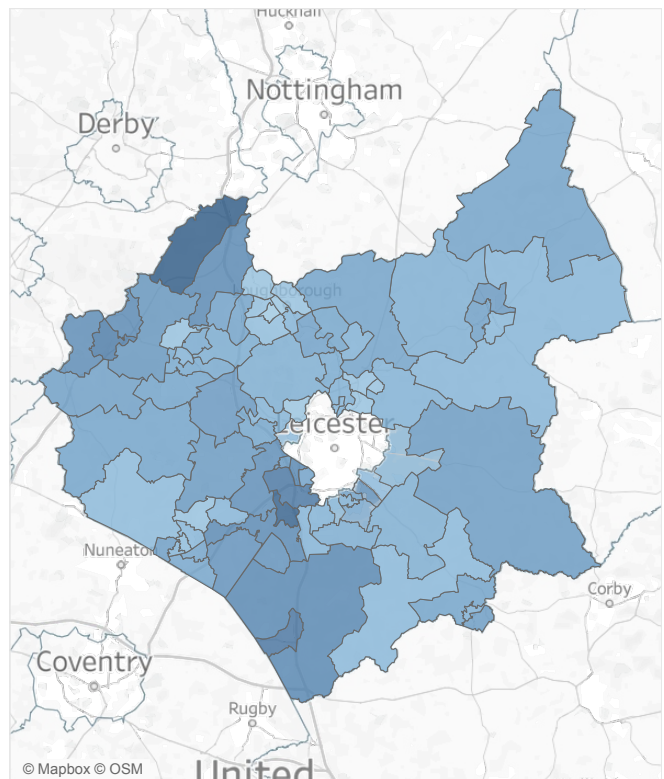 Hucknall
Nottingham
Derby
Loughborough
Leicester
Nuneaton
Corby
Coventry
Rugby
© Mapbox © OSM
United